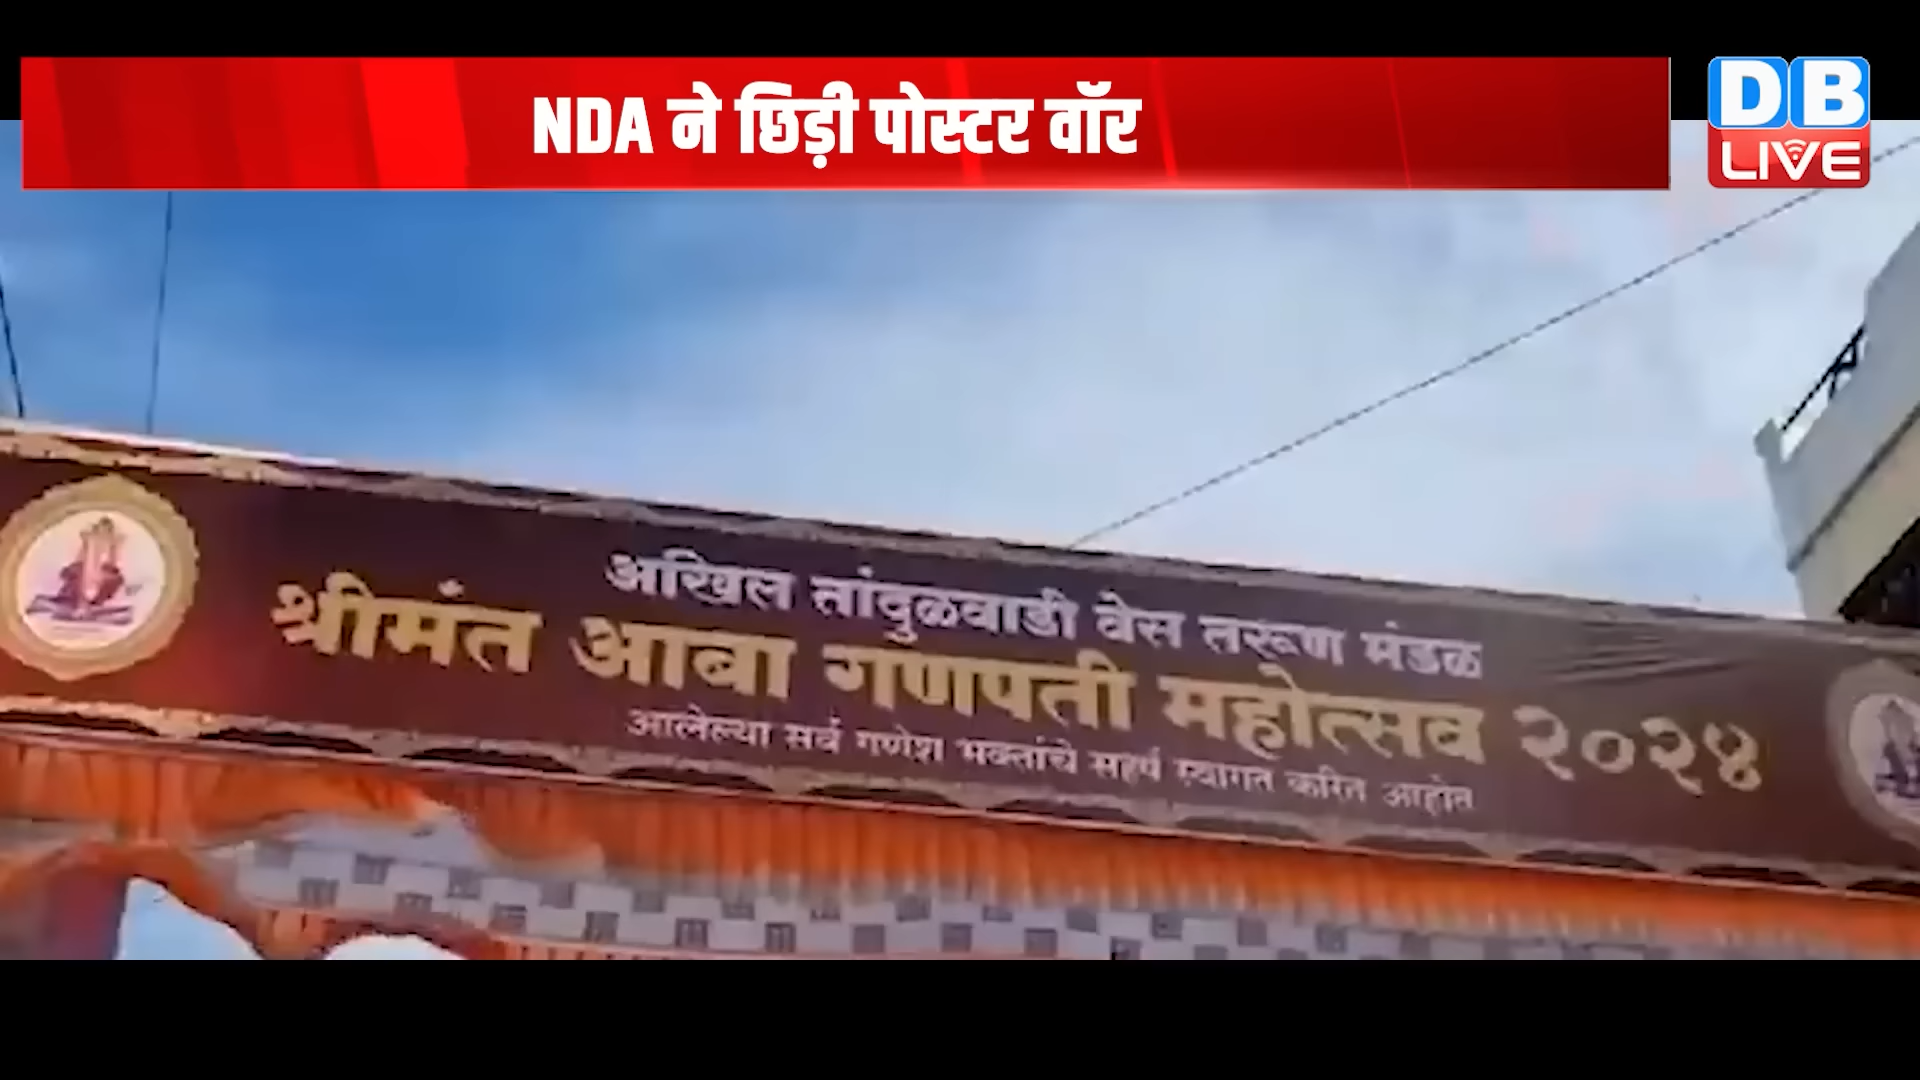 NDA ने छिड़ी पोस्टर वॉर
DB
LIVE
अखिल तांदुळवाडी वेस तरूण मंडळ
श्रीमंत आबा गणपती महोत्सव २०२४
आलेल्या सर्व गणेश भक्तांचे सहर्ष स्वागत करित आहोत